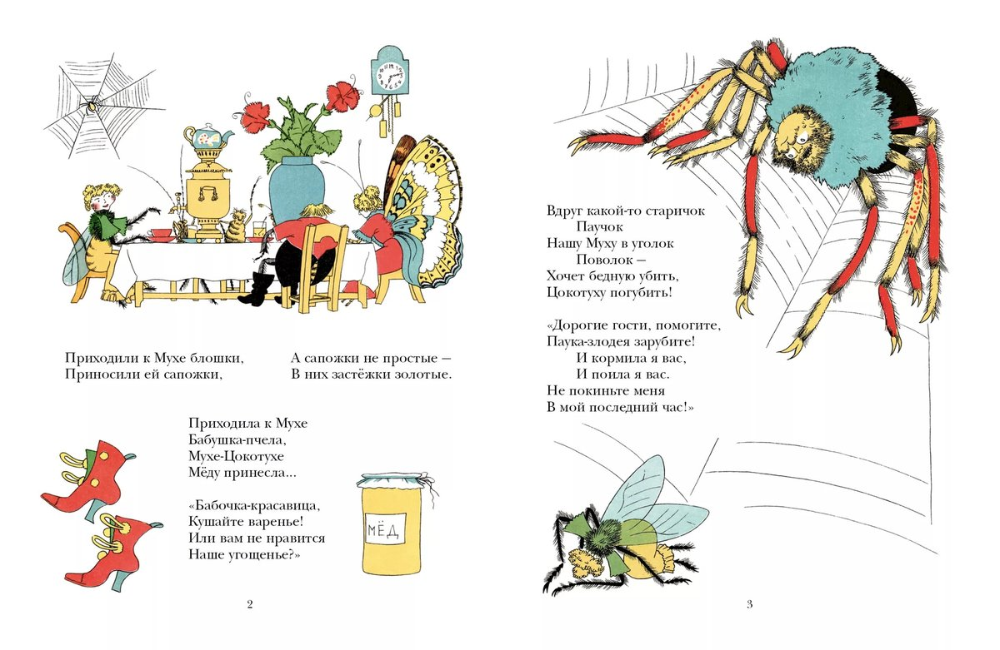 Приходили к Мухе блошки,
Приносили ей сапожки,
А сапожки не простые –
В них застёжки золотые.
Приходила к Мухе
Бабушка-пчела,
Мухе-Цокотухе
Мёду принесла...
«Бабочка-красавица,
Кушайте варенье!
Или вам не нравится
Наше угощенье?»
МЁД
2
Вдруг какой-то старичок
Паучок
Нашу Муху в уголок
Поволок –
Хочет бедную убить,
Цокотуху погубить!
«Дорогие гости, помогите,
Паука-злодея зарубите!
И кормила я вас,
И поила я вас.
Не покиньте меня
В мой последний час!»
3